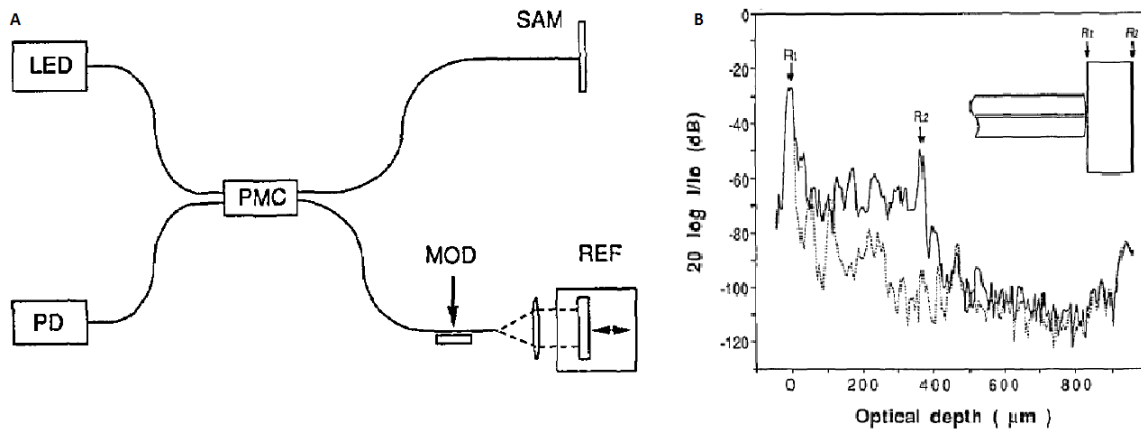 A
LED
SAM
PMC
MOD
REF
PD
B
0
-20
-40
-60
-80
-100
-120
20 log I/Io (dB)
R1
R2
R1
R2
0
200
400
600
800
Optical depth ( μm )